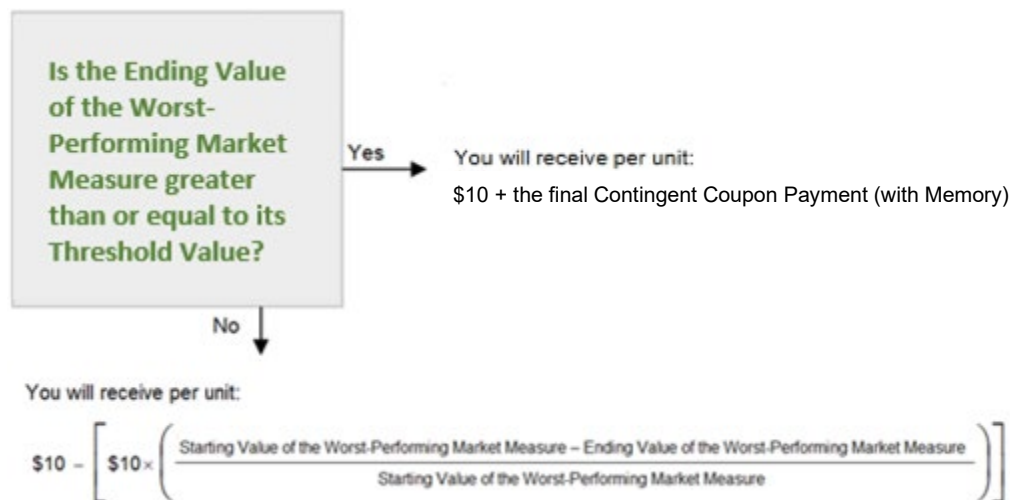 Is the Ending Value
of the Worst-
Performing Market
Measure greater
than or equal to its
Threshold Value?
Yes
You will receive per unit:
$10 + the final Contingent Coupon Payment (with Memory)
No
You will receive per unit:
$10 – [ $10× ( Starting Value of the Worst-Performing Market Measure – Ending Value of the Worst-Performing Market Measure
Starting Value of the Worst-Performing Market Measure ) ]